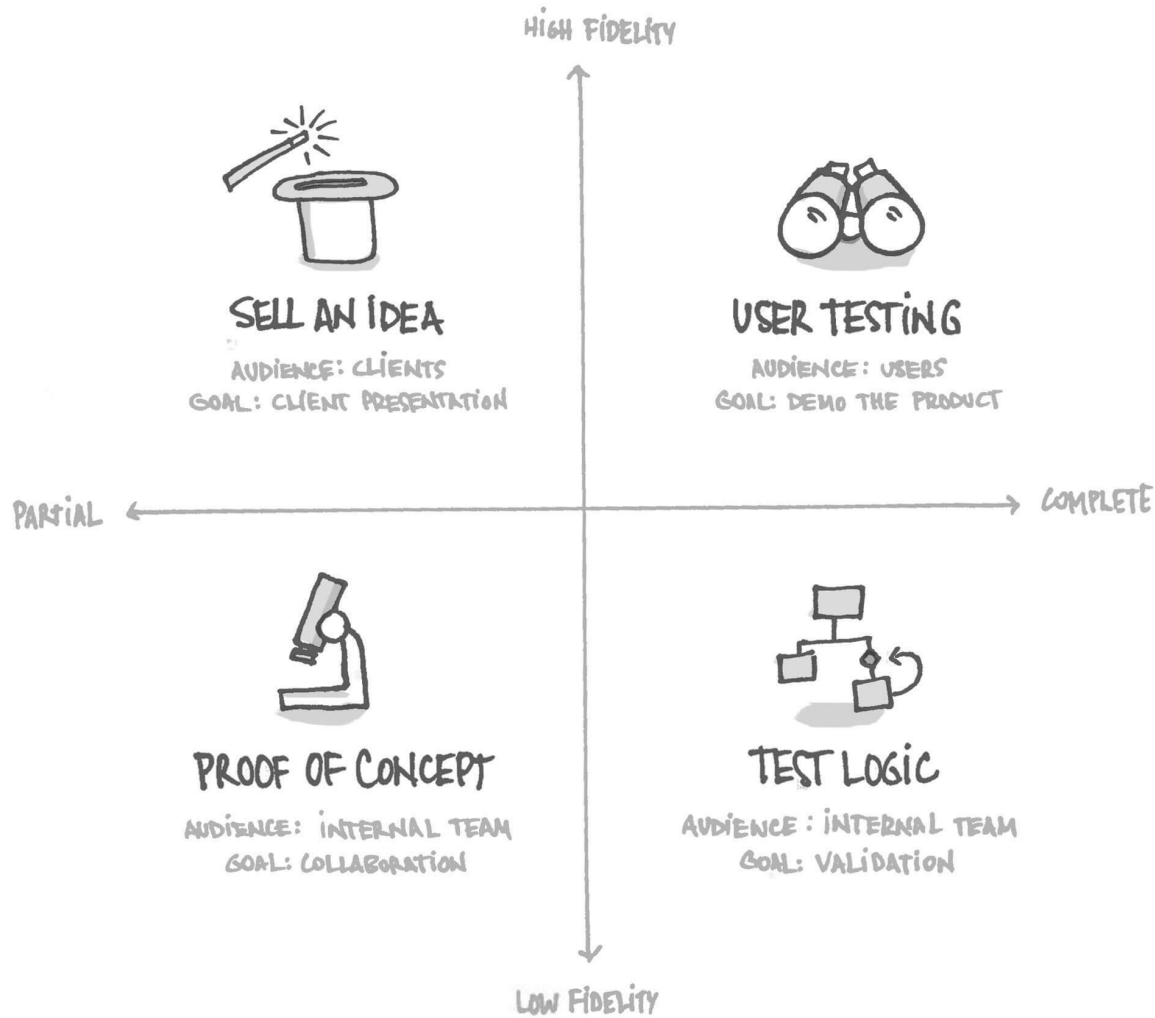 HiGH FiDELiTY
SELL AN iDEA
AUDiENCE: CLiENTS
GOAL: CLiENT PRESENTATiON
USER TESTiNG
AUDiENCE: USERS
GOAL: DEMO THE PRODUCT
PARTiAL
COMPLETE
PROOF OF CONCEPT
AUDiENCE: iNTERNAL TEAM
GOAL: COLLABORATiON
TEST LOGiC
AUDiENCE: iNTERNAL TEAM
GOAL: VALiDATiON
LOW FiDELiTY